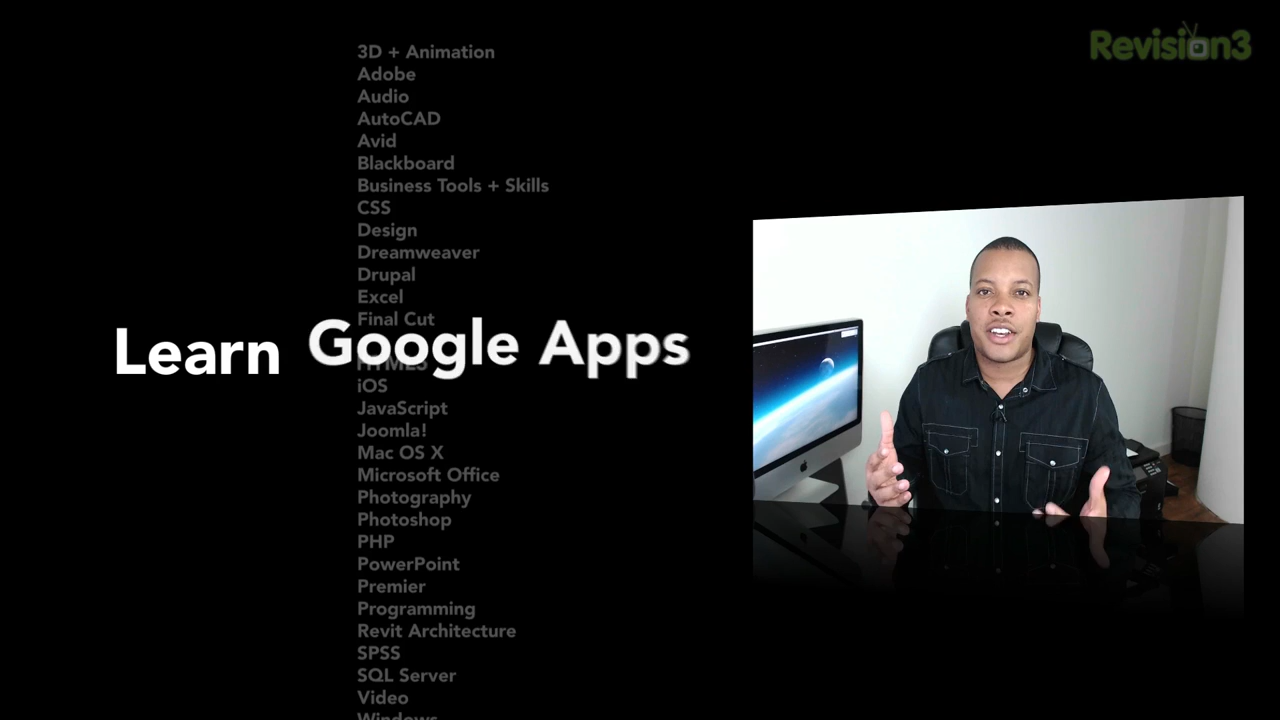 Revision3
3D + Animation
Adobe
Audio
AutoCAD
Avid
Blackboard
Business Tools + Skills
CSS
Design
Dreamweaver
Drupal
Excel
Final Cut
Learn Google Apps
HTML5
iOS
JavaScript
Joomla!
Mac OS X
Microsoft Office
Photography
Photoshop
PHP
PowerPoint
Premier
Programming
Revit Architecture
SPSS
SQL Server
Video
Windows